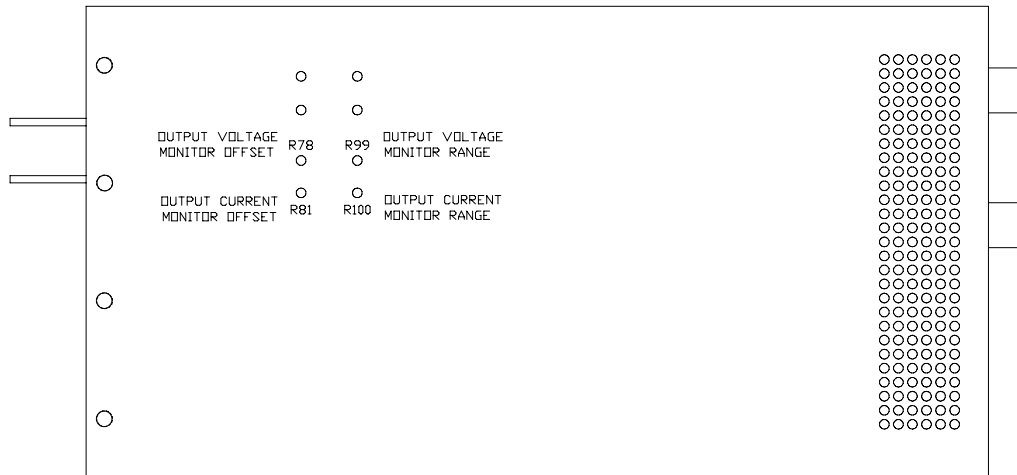 OUTPUT VOLTAGE
MONITOR OFFSET
R78
R99
OUTPUT VOLTAGE
MONITOR RANGE
OUTPUT CURRENT
MONITOR OFFSET
R81
R100
OUTPUT CURRENT
MONITOR RANGE